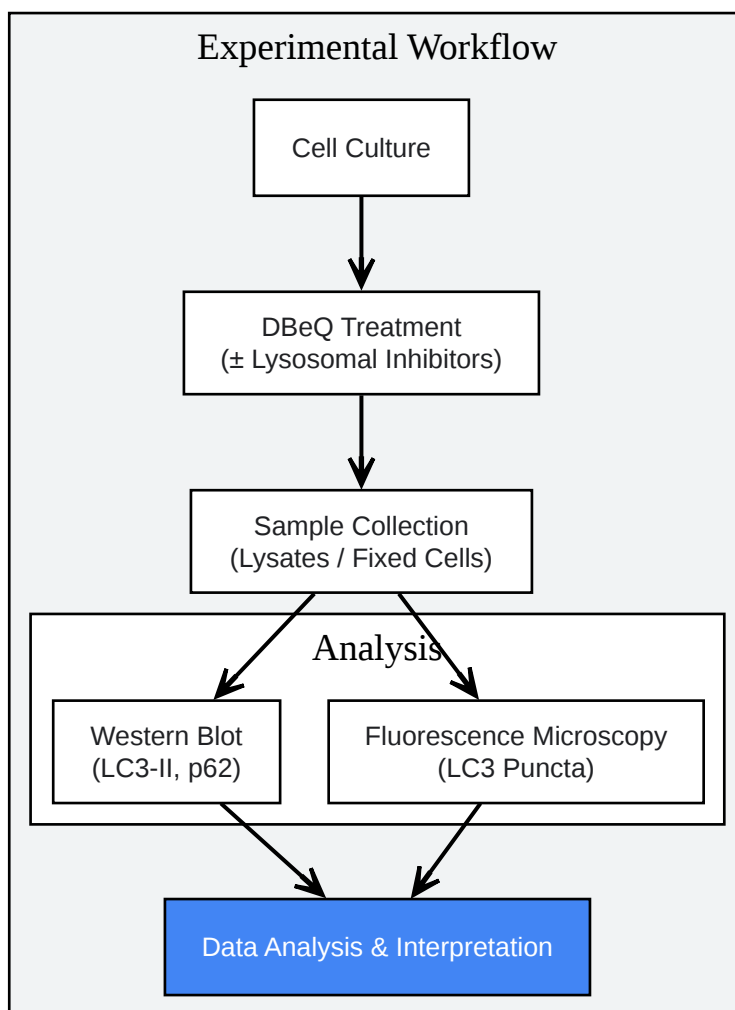 Experimental Workflow
Cell Culture
DBeQ Treatment
(± Lysosomal Inhibitors)
Sample Collection
(Lysates / Fixed Cells)
Analysis
Western Blot
(LC3-II, p62)
Fluorescence Microscopy
(LC3 Puncta)
Data Analysis & Interpretation